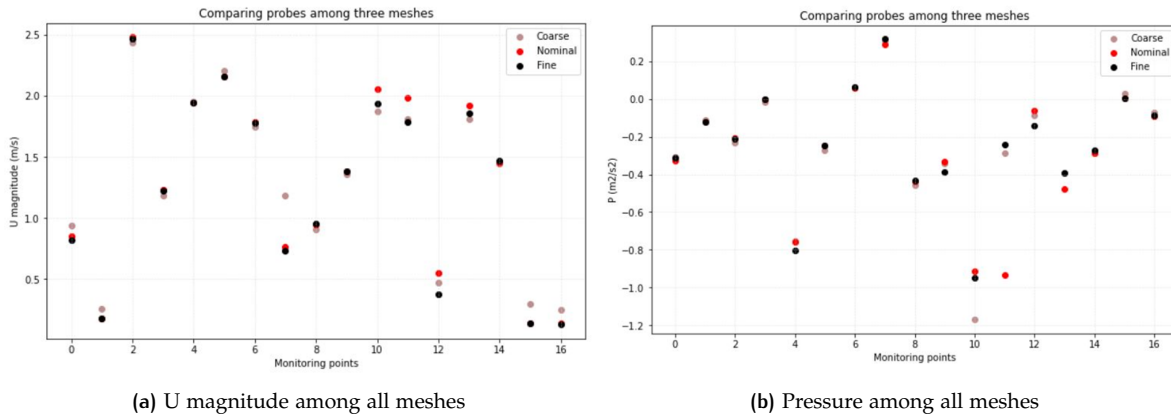 Comparing probes among three meshes
2.5
2.0
1.5
1.0
0.5
U magnitude (m/s)
Coarse
Nominal
Fine
0 2 4 6 8 10 12 14 16
Monitoring points
(a) U magnitude among all meshes
Comparing probes among three meshes
0.2
0.0
−0.2
−0.4
−0.6
−0.8
−1.0
−1.2
P (m2/s2)
Coarse
Nominal
Fine
0 2 4 6 8 10 12 14 16
Monitoring points
(b) Pressure among all meshes